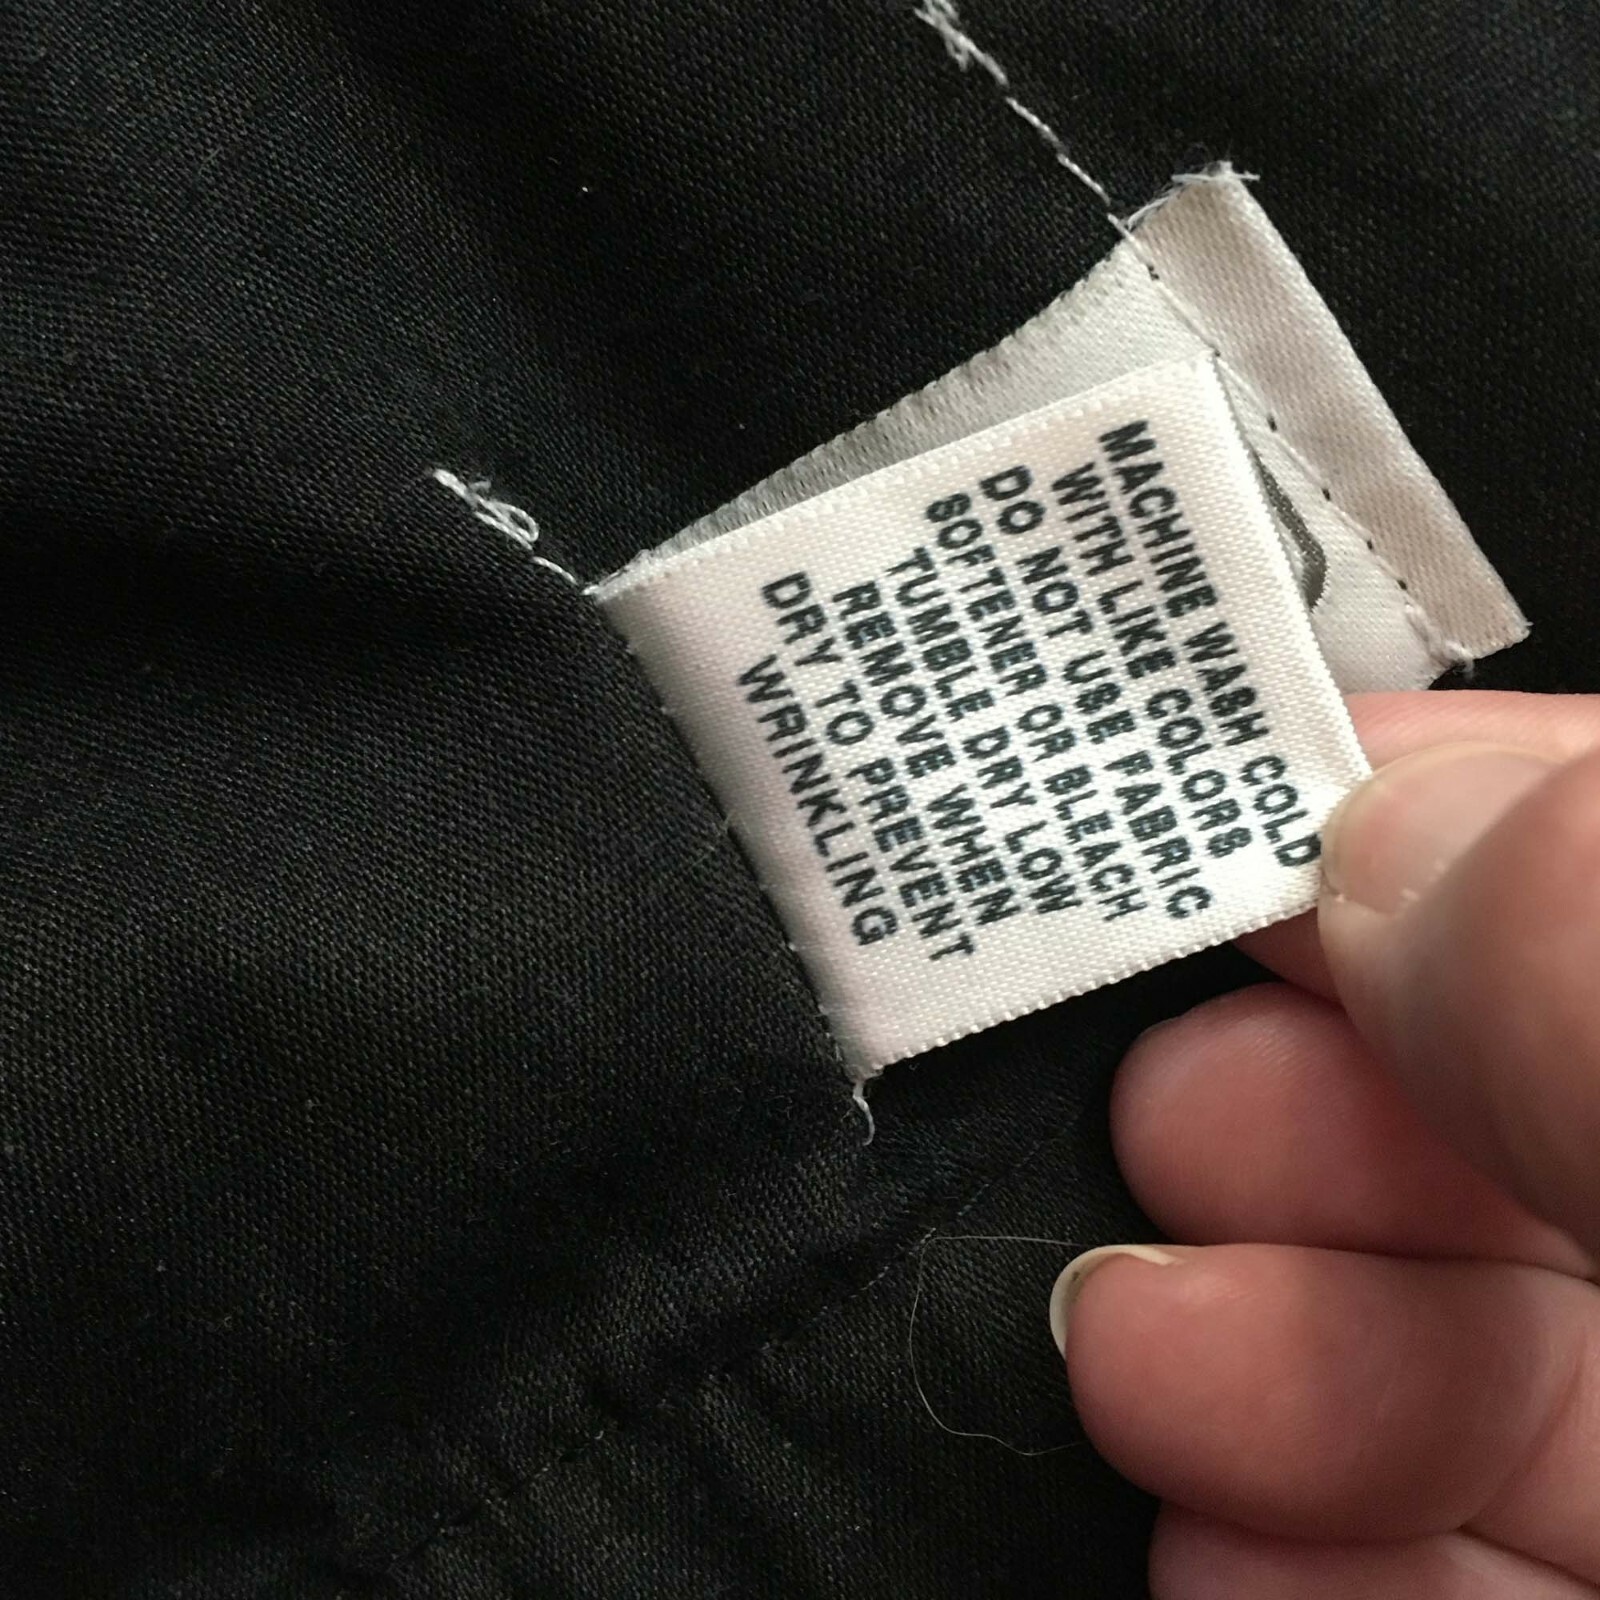 MACHINE WASH COLD
WITH LIKE COLORS
DO NOT USE FABRIC
SOFTENER OR BLEACH
TUMBLE DRY LOW
REMOVE WHEN
DRY TO PREVENT
WRINKLING